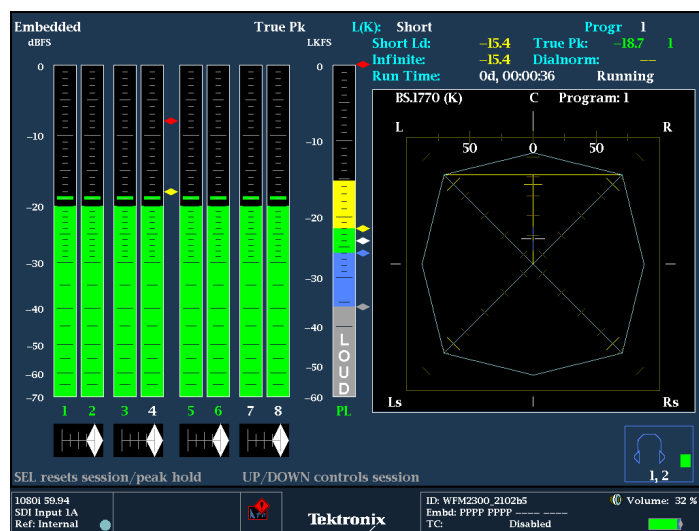 Embedded True Pk L(K): Short Progr 1
dBFS LKFS Short Ld: −15.4 True Pk: −18.7 1
Infinite: −15.4 Dialnorm: −−
Run Time: 0d, 00:00:36 Running
0 0 BS.1770 (K) C Program: 1
L R
50 0 50
−10 −10
−20 −20
−30 −30
−40 −40
−50 −50
−60
−70 −60
LOUD
1 2 3 4 5 6 7 8 PL Ls Rs
SEL resets session/peak hold UP/DOWN controls session 1, 2
1080i 59.94 ID: WFM2300_2102b5 Volume: 32 %
SDI Input 1A Embd: PPPP PPPP −−−− −−−−
Ref: Internal Tektronix TC: Disabled